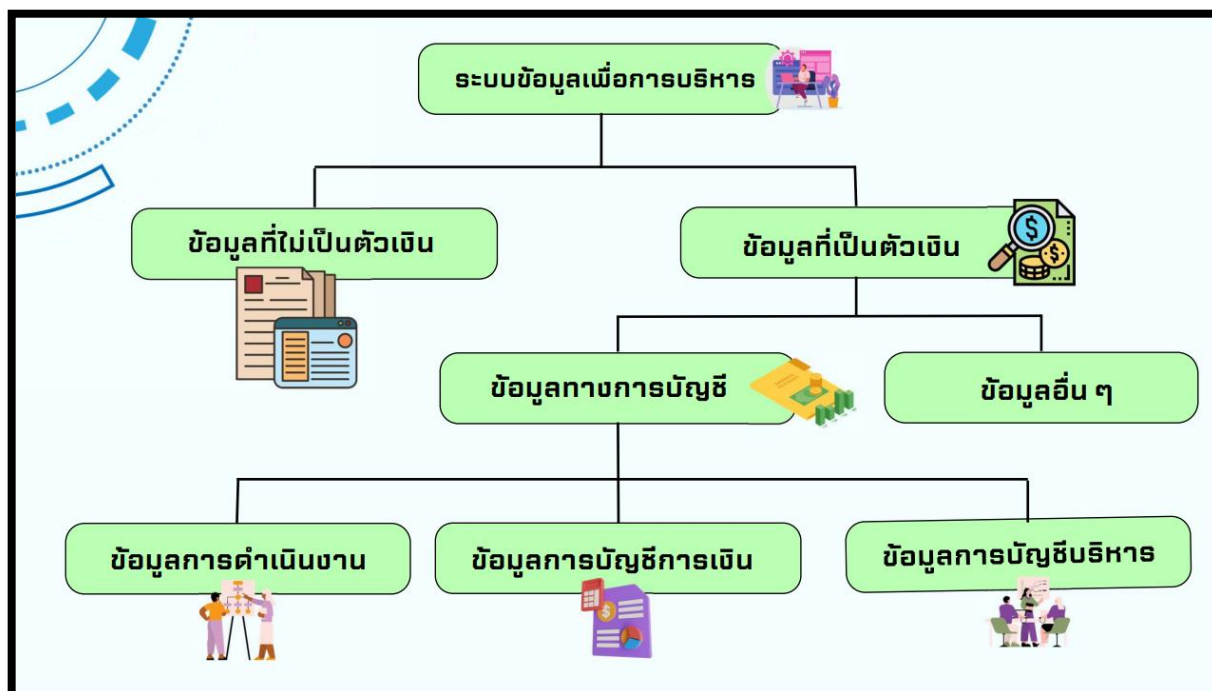 ระบบข้อมูลเพื่อการบริหาร
ข้อมูลที่ไม่เป็นตัวเงิน
ข้อมูลที่เป็นตัวเงิน
ข้อมูลทางการบัญชี
ข้อมูลอื่น ๆ
ข้อมูลการดำเนินงาน
ข้อมูลการบัญชีการเงิน
ข้อมูลการบัญชีบริหาร